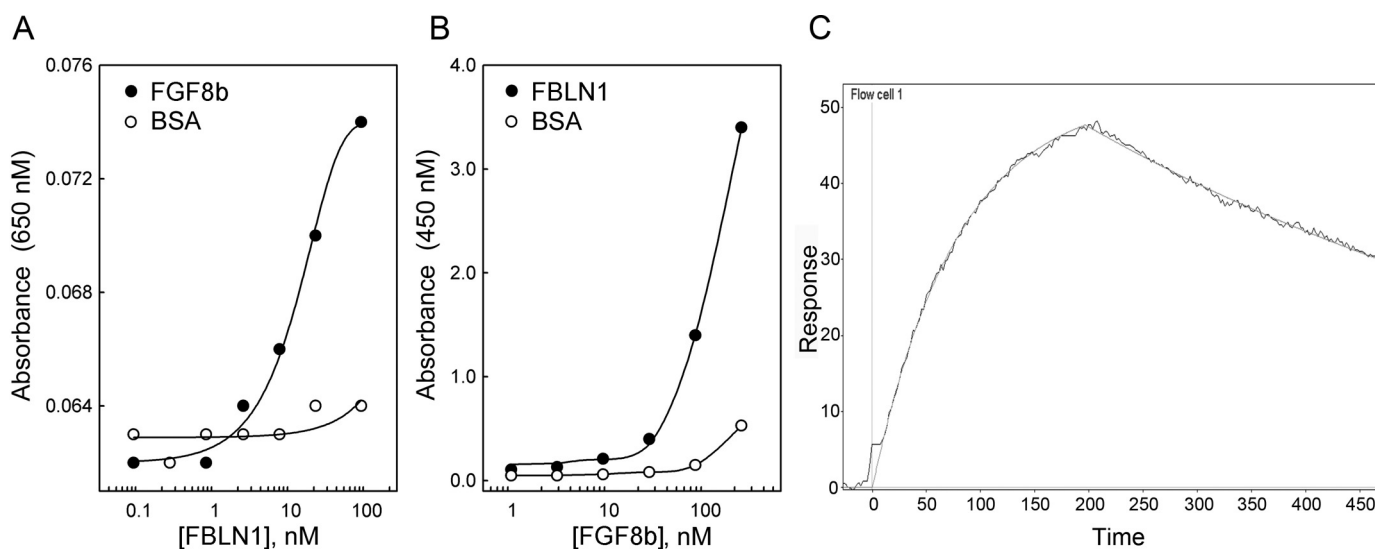 A
0.076
0.072
0.068
0.064
Absorbance (650 nM)
FGF8b
BSA
0.1 1 10 100
[FBLN1], nM
B
4.0
3.0
2.0
1.0
0.0
Absorbance (450 nM)
FBLN1
BSA
1 10 100
[FGF8b], nM
C
Flow cell 1
50
40
30
20
10
0
Response
0 50 100 150 200 250 300 350 400 450
Time